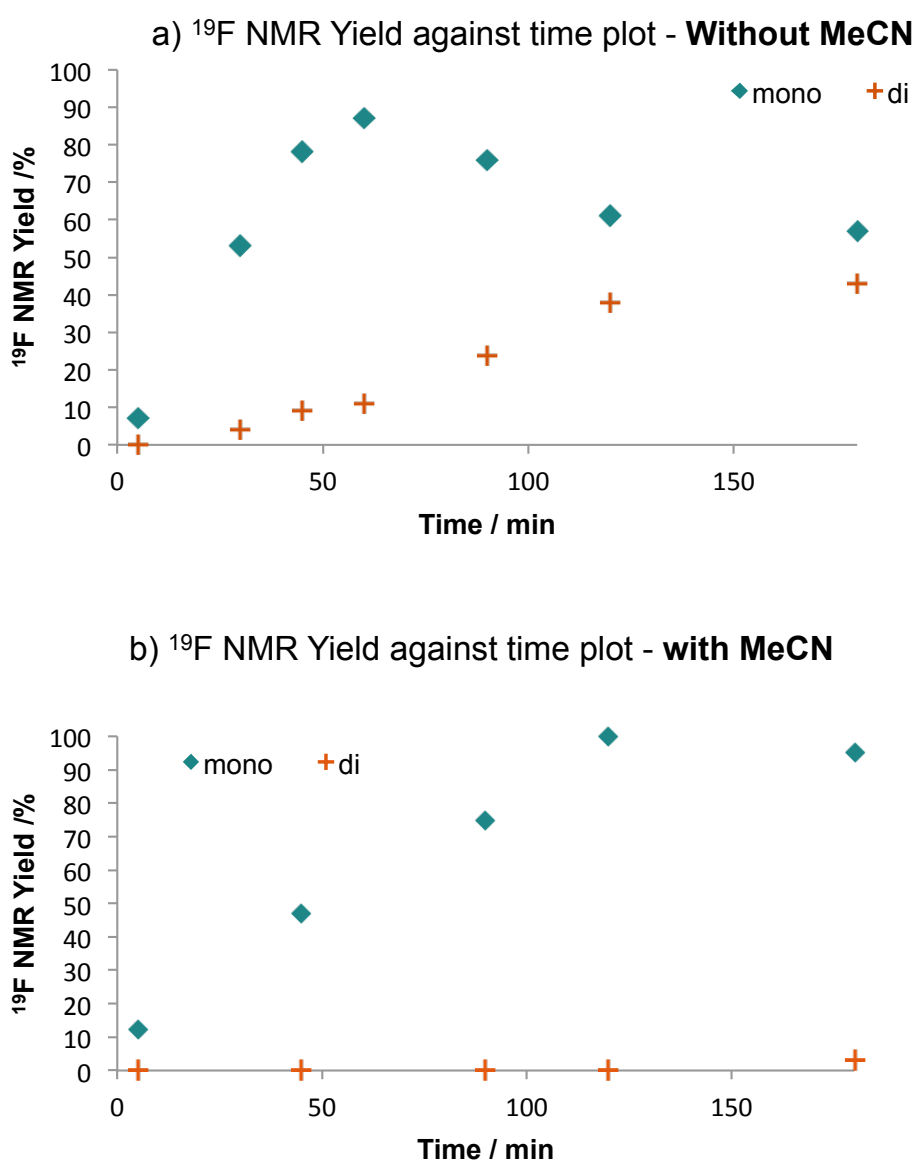 a) ¹⁹F NMR Yield against time plot - Without MeCN
mono di
¹⁹F NMR Yield /%
100
90
80
70
60
50
40
30
20
10
0
0 50 100 150
Time / min
b) ¹⁹F NMR Yield against time plot - with MeCN
mono di
¹⁹F NMR Yield /%
100
90
80
70
60
50
40
30
20
10
0
0 50 100 150
Time / min